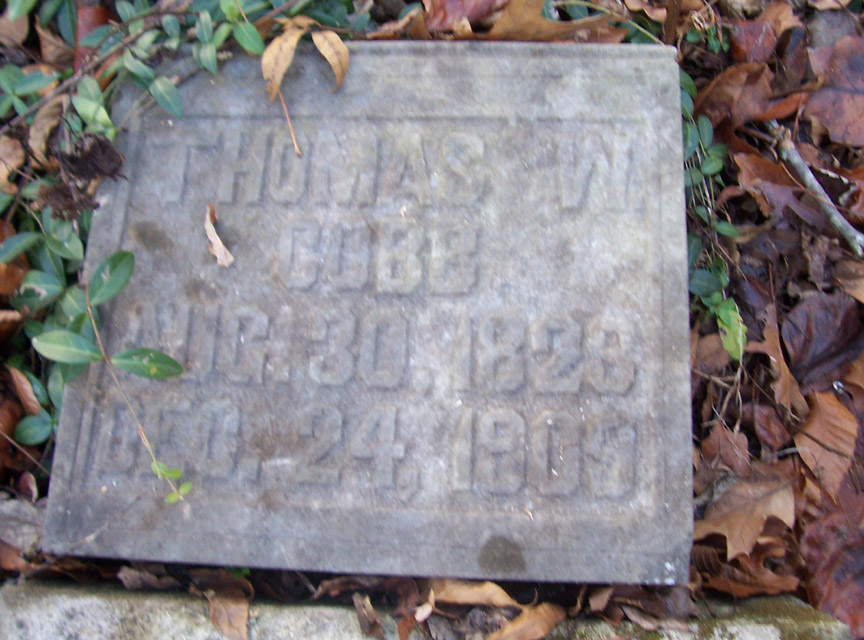 THOMAS W.
COBB
AUG. 30, 1828
DEC. 24, 1909